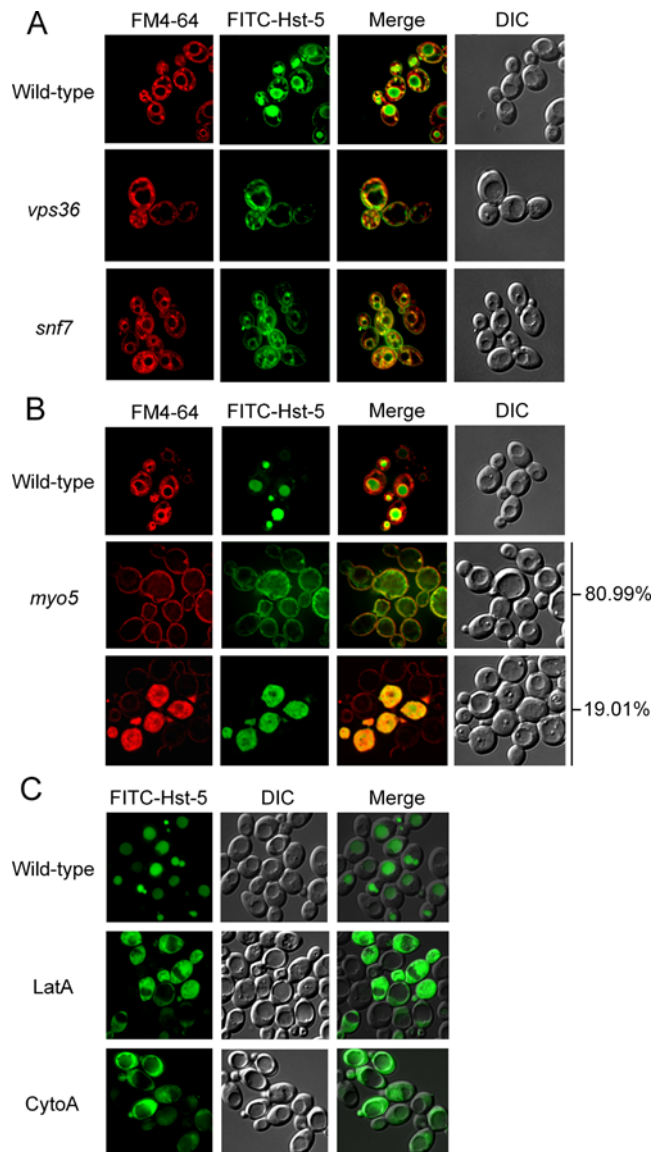 A
FM4-64 FITC-Hst-5 Merge DIC
Wild-type
vps36
snf7
B
FM4-64 FITC-Hst-5 Merge DIC
Wild-type
myo5
80.99%
19.01%
C
FITC-Hst-5 DIC Merge
Wild-type
LatA
CytoA